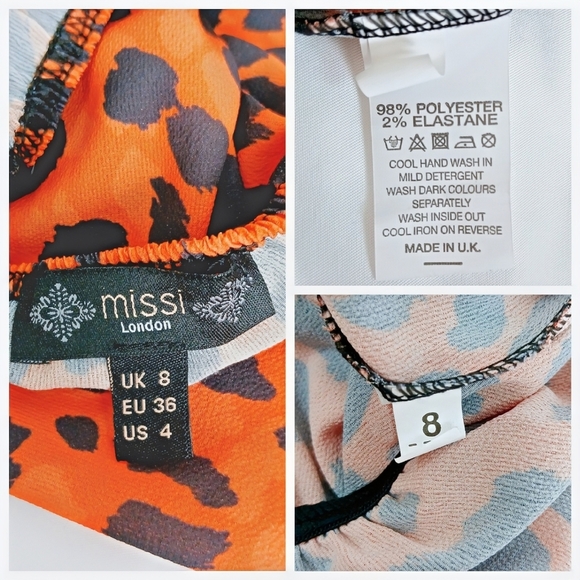 missi
London
UK 8
EU 36
US 4
98% POLYESTER
2% ELASTANE
COOL HAND WASH IN
MILD DETERGENT
WASH DARK COLOURS
SEPARATELY
WASH INSIDE OUT
COOL IRON ON REVERSE
MADE IN U.K.
8